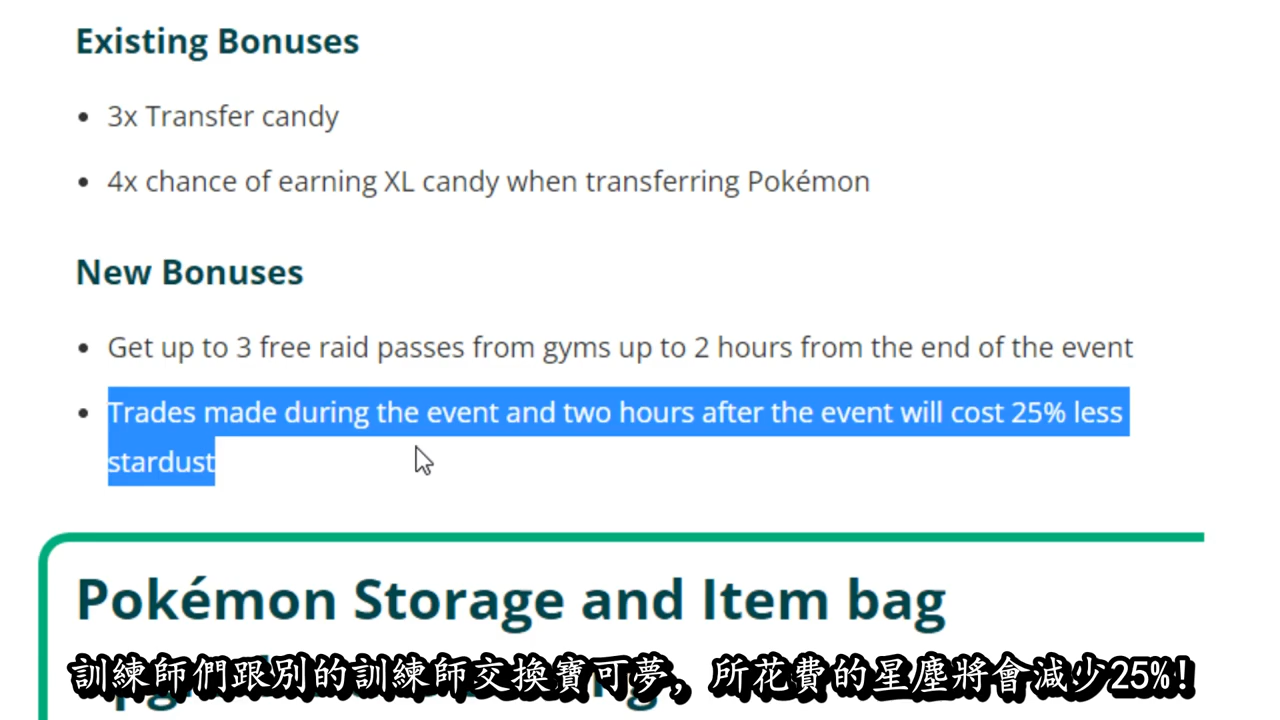 Existing Bonuses
• 3x Transfer candy
• 4x chance of earning XL candy when transferring Pokémon
New Bonuses
• Get up to 3 free raid passes from gyms up to 2 hours from the end of the event
• Trades made during the event and two hours after the event will cost 25% less
stardust
Pokémon Storage and Item bag
訓練師們跟別的訓練師交換寶可夢，所花費的星塵將會減少25%!